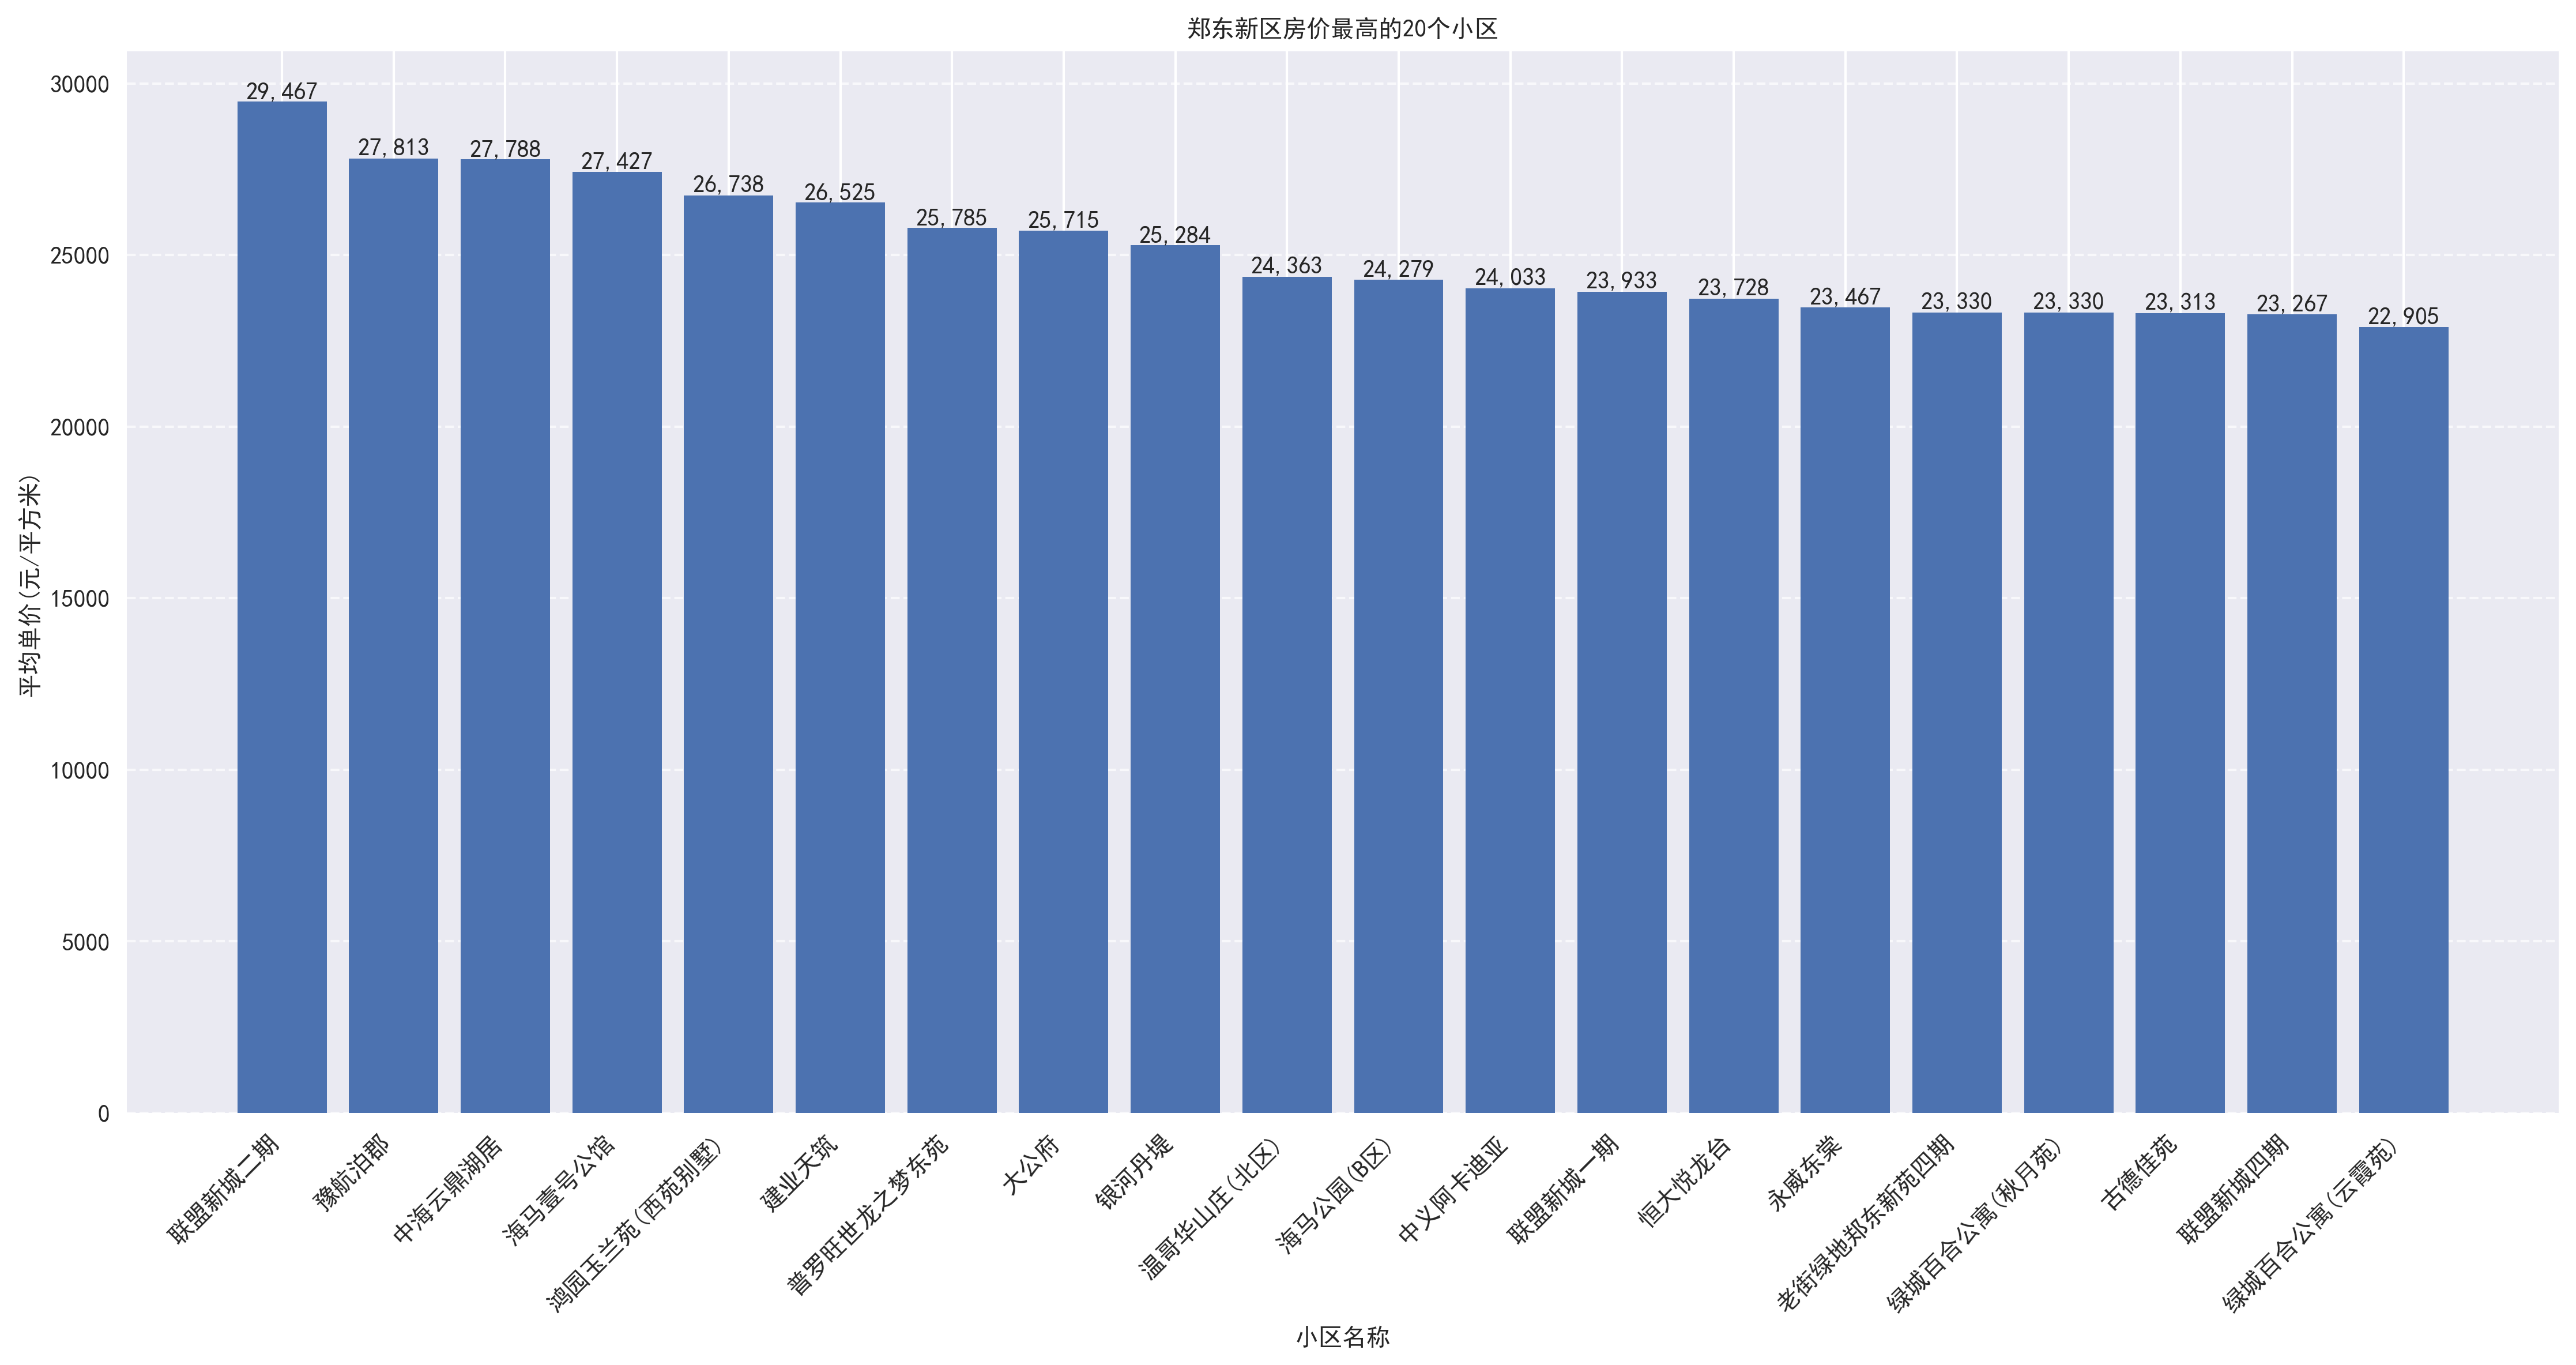 郑东新区房价最高的20个小区
平均单价(元/平方米)
30000
25000
20000
15000
10000
5000
0
29,467
27,813
27,788
27,427
26,738
26,525
25,785
25,715
25,284
24,363
24,279
24,033
23,933
23,728
23,467
23,330
23,330
23,313
23,267
22,905
联盟新城二期
豫航泊郡
中海云鼎湖居
海马壹号公馆
鸿园玉兰苑(西苑别墅)
建业天筑
普罗旺世龙之梦东苑
大公府
银河丹堤
温哥华山庄(北区)
海马公园(B区)
中义阿卡迪亚
联盟新城一期
恒大悦龙台
永威东棠
老街绿地郑东新苑四期
绿城百合公寓(秋月苑)
古德佳苑
联盟新城四期
绿城百合公寓(云霞苑)
小区名称